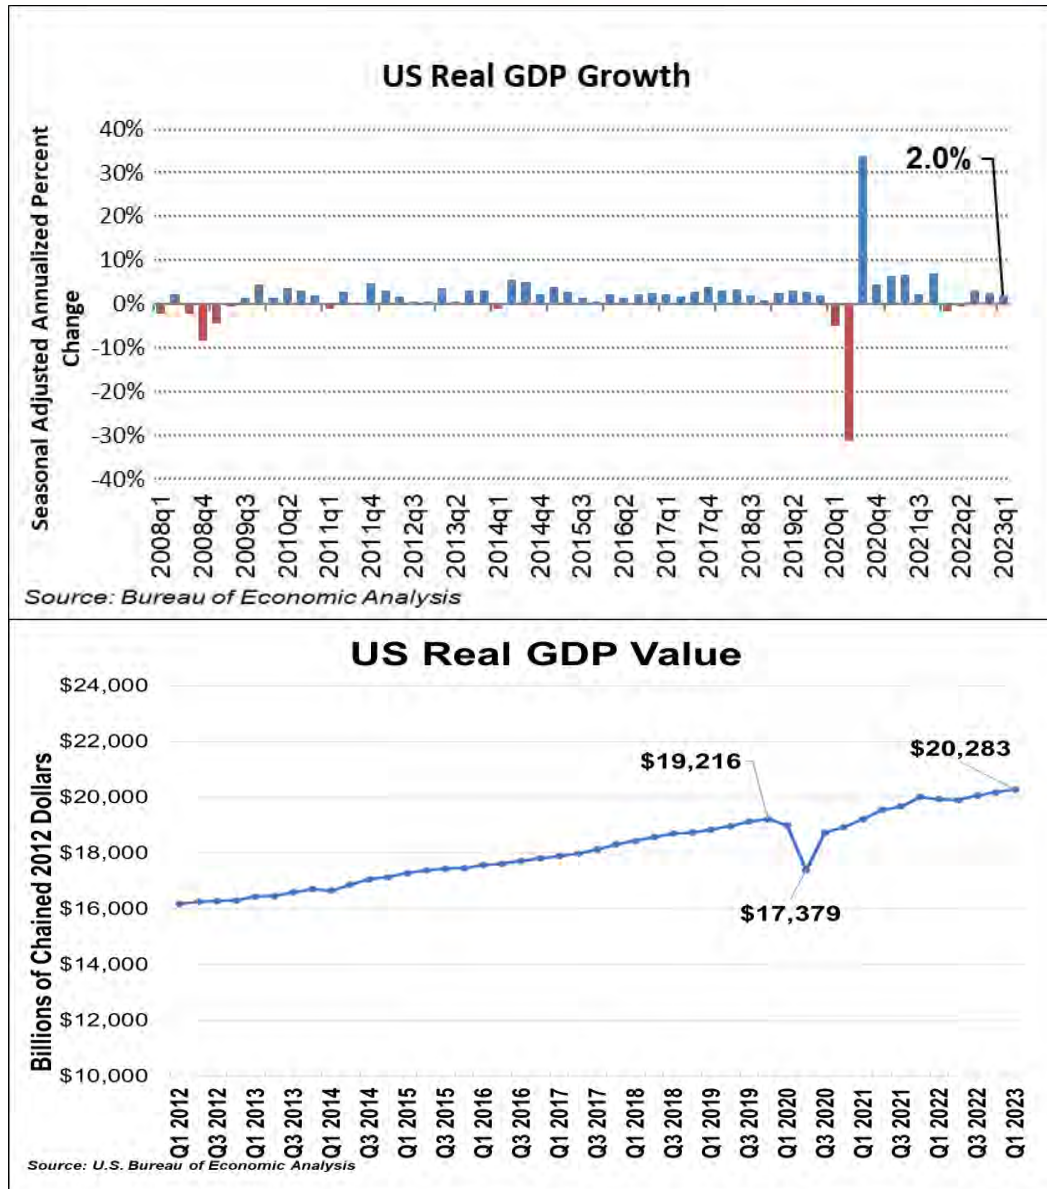 US Real GDP Growth
Seasonal Adjusted Annualized Percent
Change
40%
30%
20%
10%
0%
-10%
-20%
-30%
-40%
2.0%
2008q1
2008q4
2009q3
2010q2
2011q1
2011q4
2012q3
2013q2
2014q1
2014q4
2015q3
2016q2
2017q1
2017q4
2018q3
2019q2
2020q1
2020q4
2021q3
2022q2
2023q1
Source: Bureau of Economic Analysis
US Real GDP Value
Billions of Chained 2012 Dollars
$24,000
$22,000
$20,000
$18,000
$16,000
$14,000
$12,000
$10,000
$19,216
$20,283
$17,379
Q1 2012
Q3 2012
Q1 2013
Q3 2013
Q1 2014
Q3 2014
Q1 2015
Q3 2015
Q1 2016
Q3 2016
Q1 2017
Q3 2017
Q1 2018
Q3 2018
Q1 2019
Q3 2019
Q1 2020
Q3 2020
Q1 2021
Q3 2021
Q1 2022
Q3 2022
Q1 2023
Source: U.S. Bureau of Economic Analysis